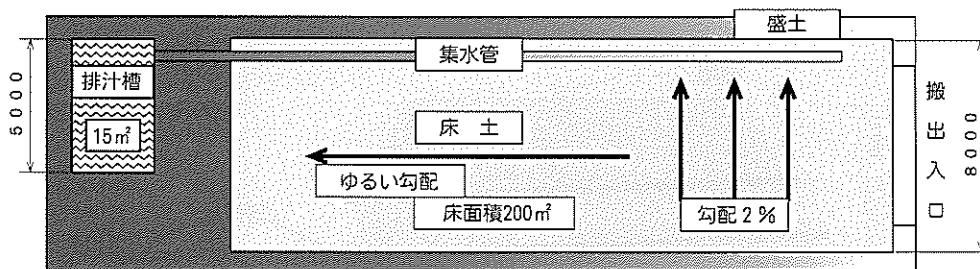 盛土
集水管
排汁槽
15㎡
5000
床土
ゆるい勾配
床面積200㎡
勾配2%
搬出入口
8000